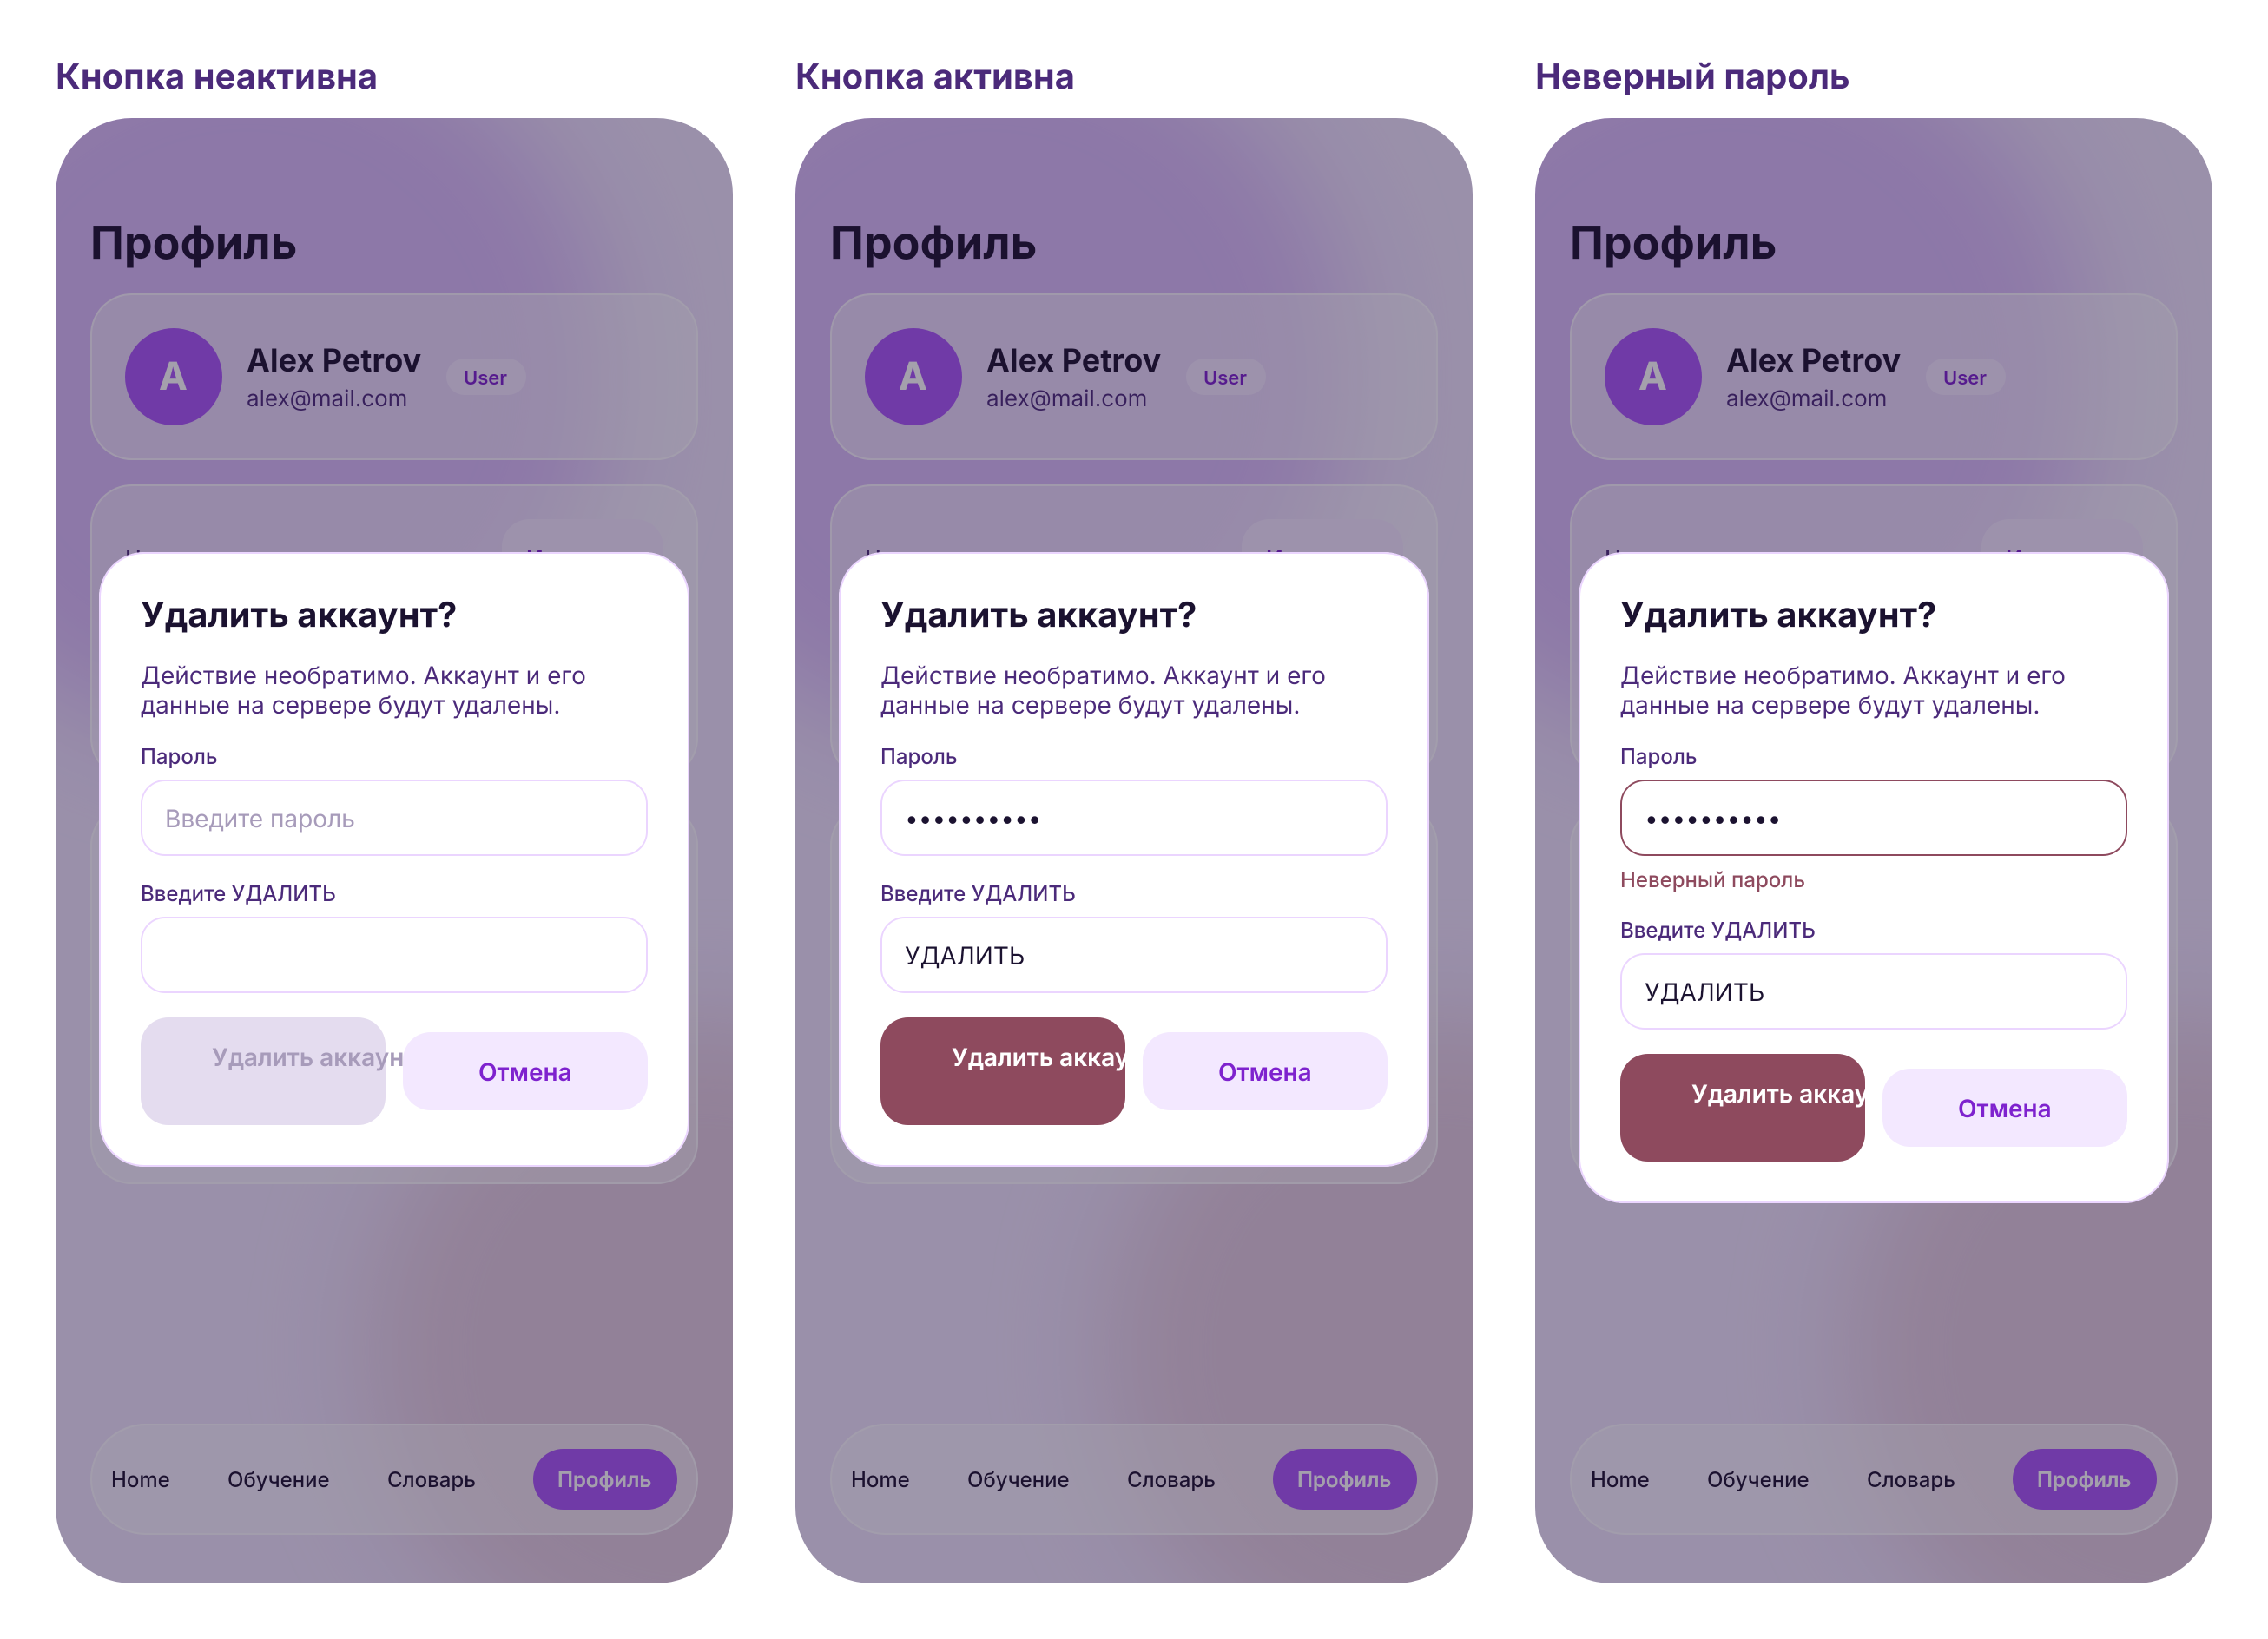 Кнопка неактивна
Профиль
A
Alex Petrov
alex@mail.com
User
Удалить аккаунт?
Действие необратимо. Аккаунт и его
данные на сервере будут удалены.
Пароль
Введите пароль
Введите УДАЛИТЬ
Удалить аккаун
Отмена
Home
Обучение
Словарь
Профиль
Кнопка активна
Профиль
A
Alex Petrov
alex@mail.com
User
Удалить аккаунт?
Действие необратимо. Аккаунт и его
данные на сервере будут удалены.
Пароль
••••••••••
Введите УДАЛИТЬ
УДАЛИТЬ
Удалить аккау
Отмена
Home
Обучение
Словарь
Профиль
Неверный пароль
Профиль
A
Alex Petrov
alex@mail.com
User
Удалить аккаунт?
Действие необратимо. Аккаунт и его
данные на сервере будут удалены.
Пароль
••••••••••
Неверный пароль
Введите УДАЛИТЬ
УДАЛИТЬ
Удалить аккау
Отмена
Home
Обучение
Словарь
Профиль